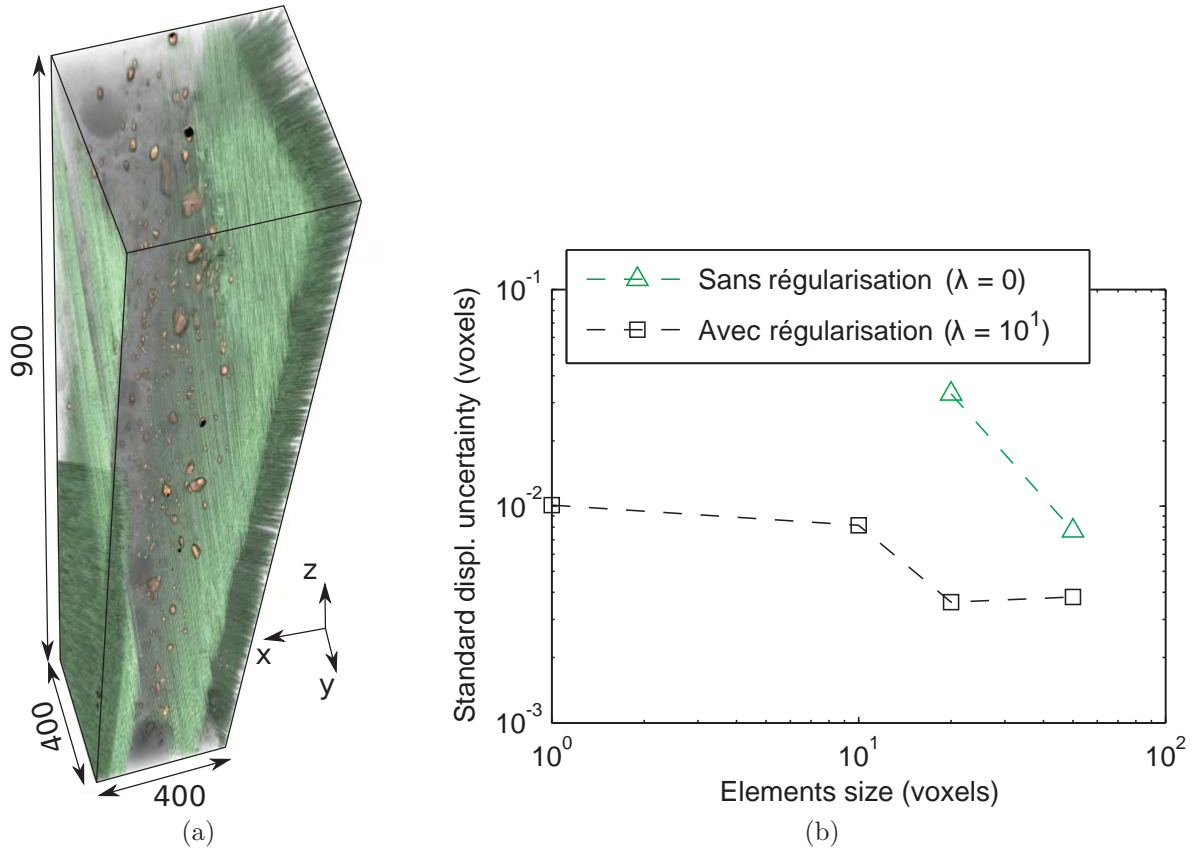 900
400
400
z
x
y
(a)
Sans régularisation (λ = 0)
Avec régularisation (λ = 10^1)
Standard displ. uncertainty (voxels)
10^-1
10^-2
10^-3
10^0
10^1
10^2
Elements size (voxels)
(b)